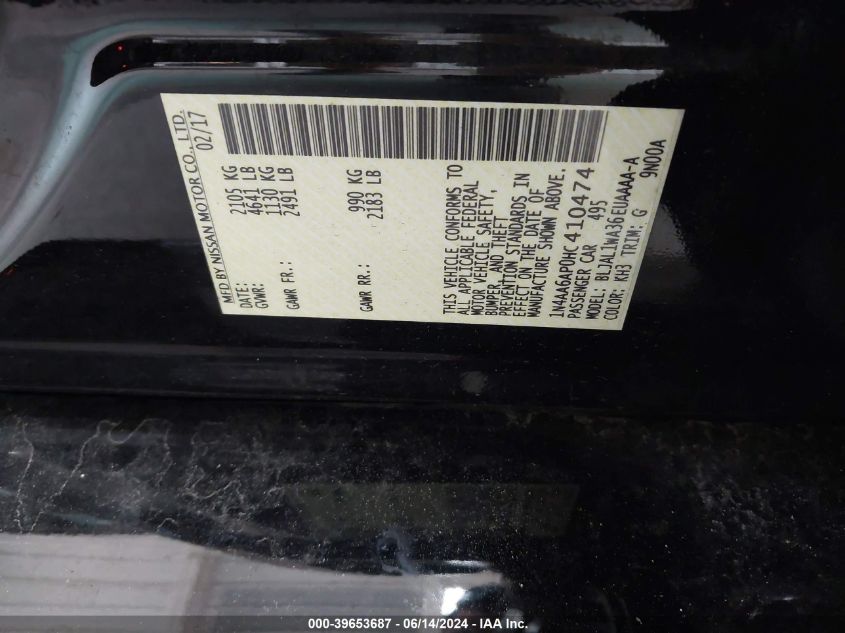 MFD BY NISSAN MOTOR CO., LTD.
DATE: 02/17
GVWR: 2105 KG
4641 LB
GAWR FR.: 1130 KG
2491 LB
GAWR RR.: 990 KG
2183 LB
THIS VEHICLE CONFORMS TO
ALL APPLICABLE FEDERAL
MOTOR VEHICLE SAFETY,
BUMPER, AND THEFT
PREVENTION STANDARDS IN
EFFECT ON THE DATE OF
MANUFACTURE SHOWN ABOVE.
1N4AA6AP0HC410474
PASSENGER CAR 495
MODEL: BLJAL1WA36EUAAAA-A
COLOR: KH3 TRIM: G 9N00A
000-39653687 - 06/14/2024 - IAA Inc.